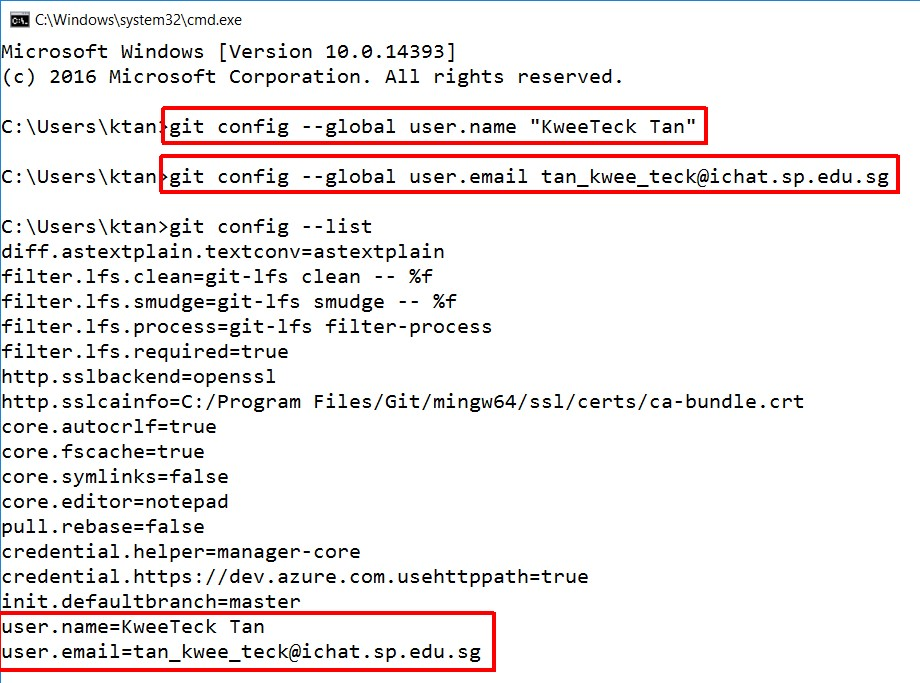 C:\Windows\system32\cmd.exe
Microsoft Windows [Version 10.0.14393]
(c) 2016 Microsoft Corporation. All rights reserved.
C:\Users\ktan>git config --global user.name "KweeTeck Tan"
C:\Users\ktan>git config --global user.email tan_kwee_teck@ichat.sp.edu.sg
C:\Users\ktan>git config --list
diff.astextplain.textconv=astextplain
filter.lfs.clean=git-lfs clean -- %f
filter.lfs.smudge=git-lfs smudge -- %f
filter.lfs.process=git-lfs filter-process
filter.lfs.required=true
http.sslbackend=openssl
http.sslcainfo=C:/Program Files/Git/mingw64/ssl/certs/ca-bundle.crt
core.autocrlf=true
core.fscache=true
core.symlinks=false
core.editor=notepad
pull.rebase=false
credential.helper=manager-core
credential.https://dev.azure.com.usehttppath=true
init.defaultbranch=master
user.name=KweeTeck Tan
user.email=tan_kwee_teck@ichat.sp.edu.sg